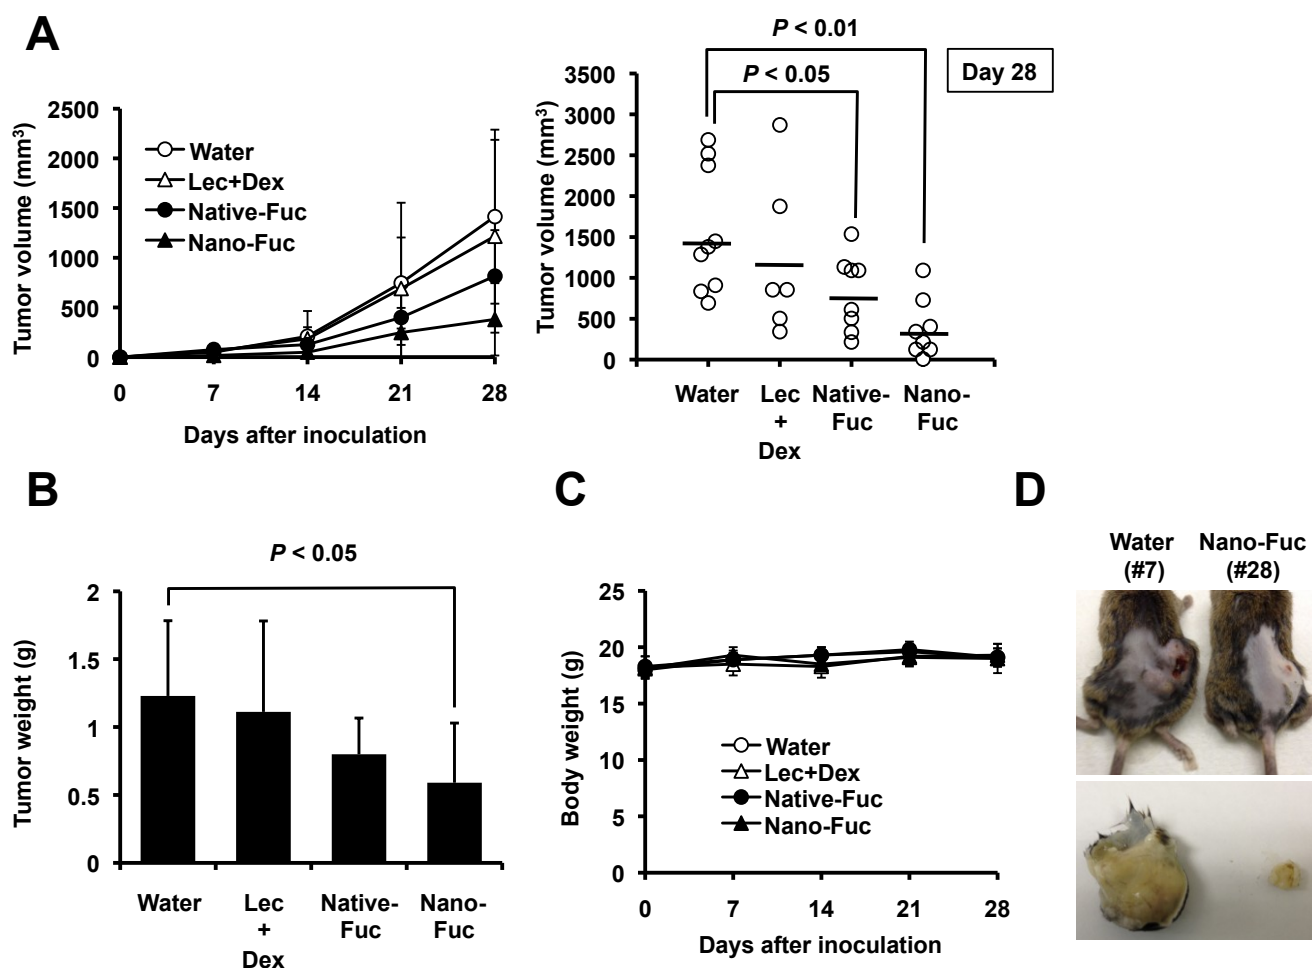 A
P < 0.01
P < 0.05
Day 28
Tumor volume (mm3)
2500
2000
1500
1000
500
0
Water
Lec+Dex
Native-Fuc
Nano-Fuc
0 7 14 21 28
Days after inoculation
Tumor volume (mm3)
3500
3000
2500
2000
1500
1000
500
0
Water Lec Native- Nano-
+ Fuc Fuc
Dex
B
P < 0.05
Tumor weight (g)
2
1.5
1
0.5
0
Water Lec Native- Nano-
+ Fuc Fuc
Dex
C
Body weight (g)
25
20
15
10
5
0
Water
Lec+Dex
Native-Fuc
Nano-Fuc
0 7 14 21 28
Days after inoculation
D
Water Nano-Fuc
(#7) (#28)